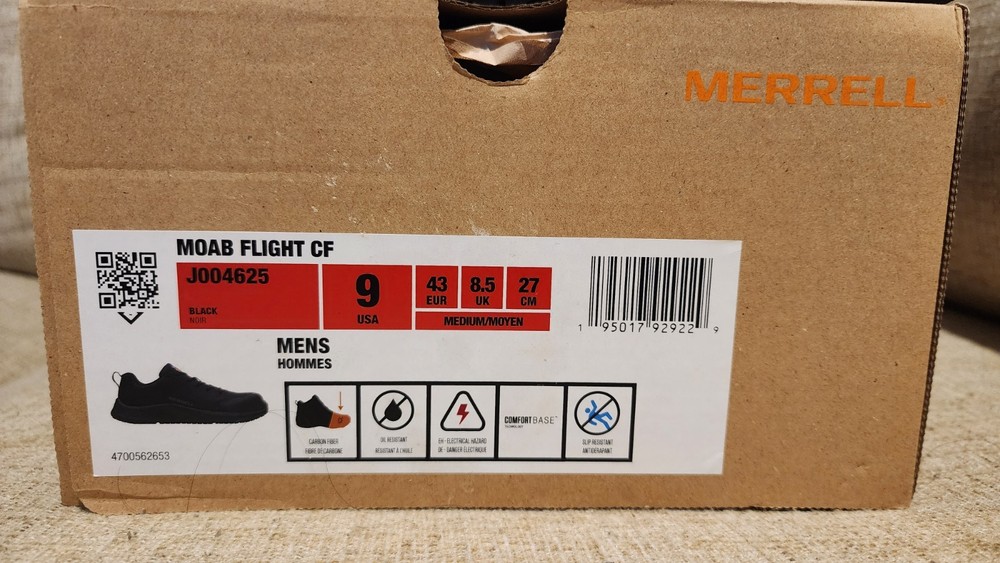 MERRELL
MOAB FLIGHT CF
J004625
BLACK
NOIR
9
USA
43
EUR
8.5
UK
27
CM
MEDIUM/MOYEN
1 95017 92922 9
MENS
HOMMES
CARBON FIBER
FIBRE DE CARBONE
OIL RESISTANT
RÉSISTANT À L'HUILE
EH - ELECTRICAL HAZARD
DE - DANGER ÉLECTRIQUE
COMFORTBASE™
TECHNOLOGY
SLIP RESISTANT
ANTIDÉRAPANT
4700562653